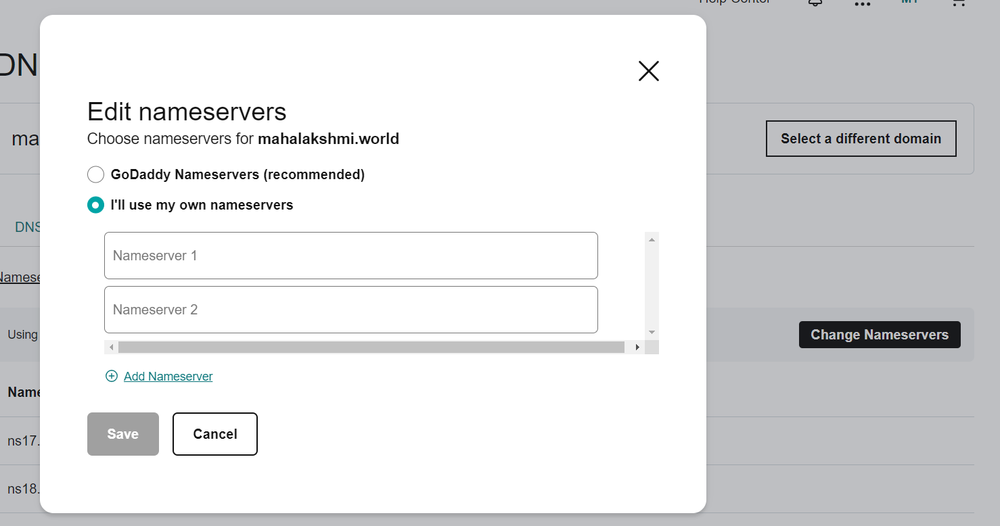 Help Center
DN
Edit nameservers
ma
Choose nameservers for mahalakshmi.world
Select a different domain
GoDaddy Nameservers (recommended)
I'll use my own nameservers
DNS
Nameserver 1
Namese
Nameserver 2
Using
Change Nameservers
Add Nameserver
Name
Save
Cancel
ns17.
ns18.